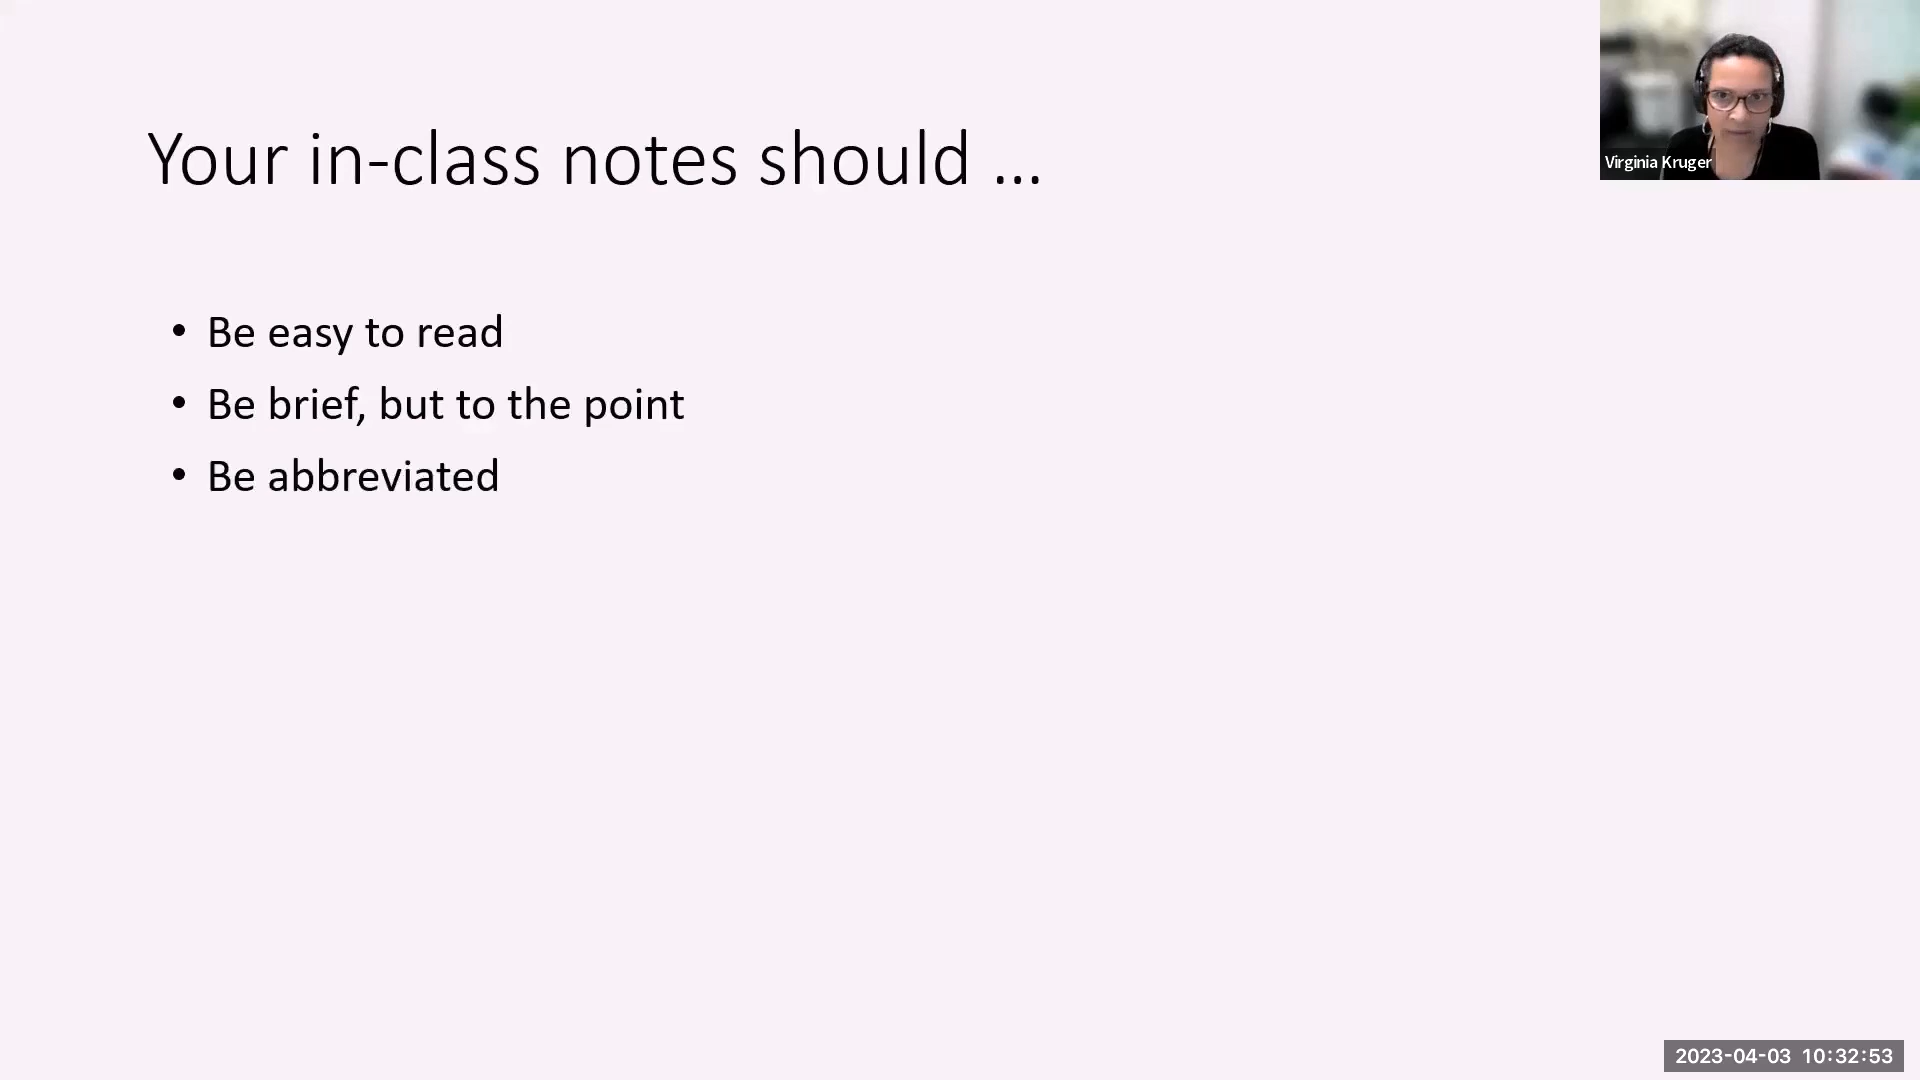 Your in-class notes should ...
Virginia Kruger
• Be easy to read
• Be brief, but to the point
• Be abbreviated
2023-04-03 10:32:53